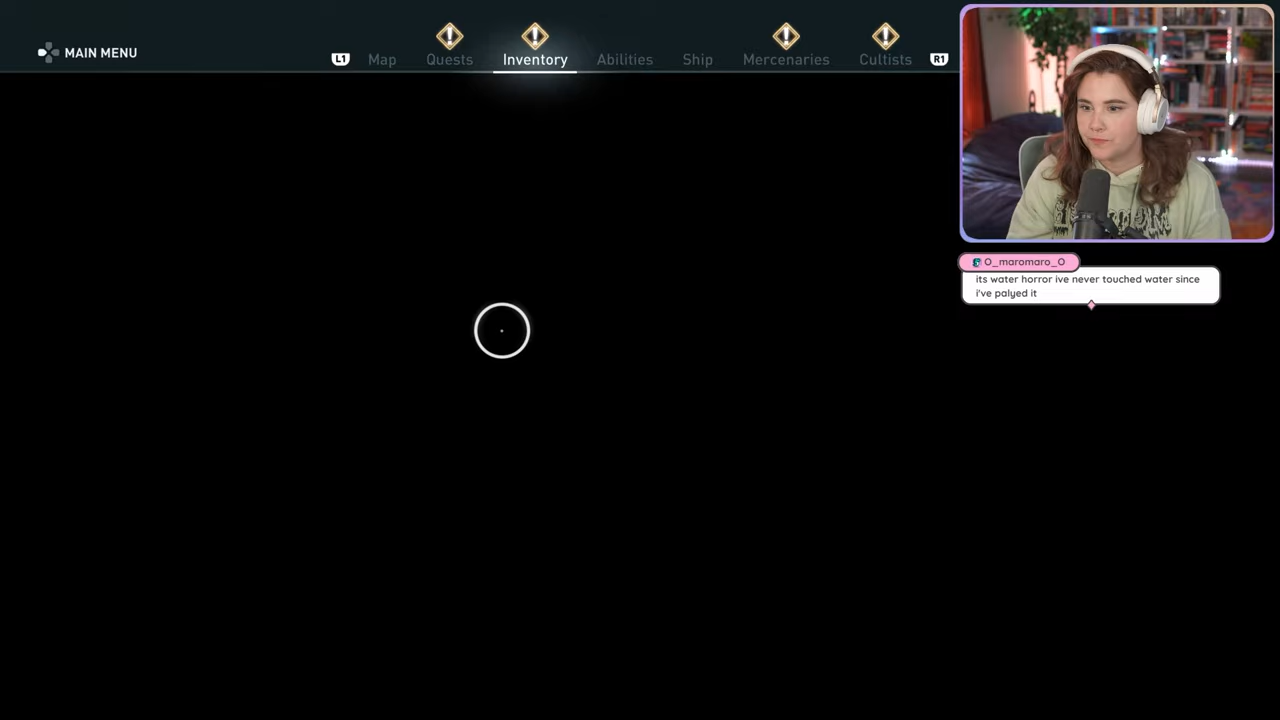 MAIN MENU
L1 Map Quests Inventory Abilities Ship Mercenaries Cultists R1
O_maromaro_O
its water horror ive never touched water since
i've palyed it